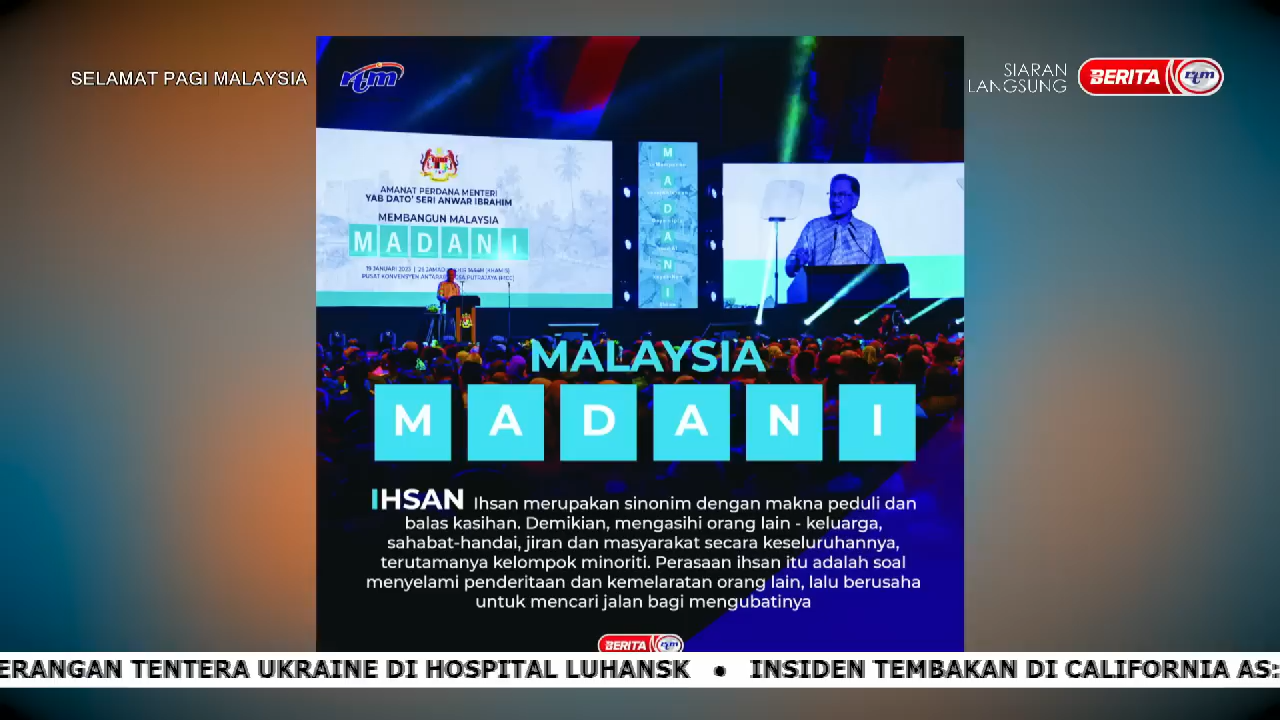 SELAMAT PAGI MALAYSIA
SIARAN
LANGSUNG
BERITA rtm
rtm
AMANAT PERDANA MENTERI
YAB DATO' SERI ANWAR IBRAHIM
MEMBANGUN MALAYSIA
MADANI
M
A
D
A
N
I
MALAYSIA
M A D A N I
IHSAN Ihsan merupakan sinonim dengan makna peduli dan
balas kasihan. Demikian, mengasihi orang lain - keluarga,
sahabat-handai, jiran dan masyarakat secara keseluruhannya,
terutamanya kelompok minoriti. Perasaan ihsan itu adalah soal
menyelami penderitaan dan kemelaratan orang lain, lalu berusaha
untuk mencari jalan bagi mengubatinya
BERITA rtm
ERANGAN TENTERA UKRAINE DI HOSPITAL LUHANSK • INSIDEN TEMBAKAN DI CALIFORNIA AS: